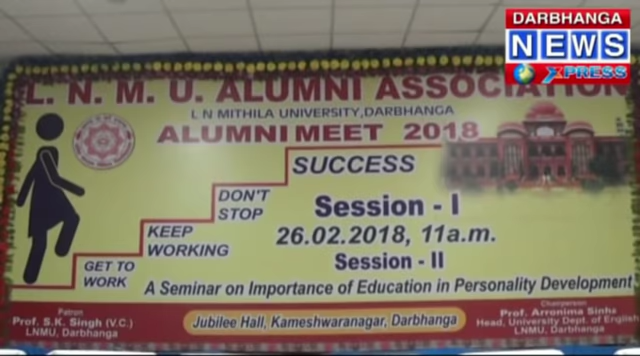 DARBHANGA
NEWS
XPRESS
L. N. M. U. ALUMNI ASSOCIATION
L N MITHILA UNIVERSITY, DARBHANGA
ALUMNI MEET 2018
SUCCESS
DON'T
STOP
KEEP
WORKING
GET TO
WORK
Session - I
26.02.2018, 11a.m.
Session - II
A Seminar on Importance of Education in Personality Development
Patron
Prof. S.K. Singh (V.C.)
LNMU, Darbhanga
Jubilee Hall, Kameshwaranagar, Darbhanga
Chairperson
Prof. Arronima Sinha
Head, University Dept. of English
LNMU, Darbhanga